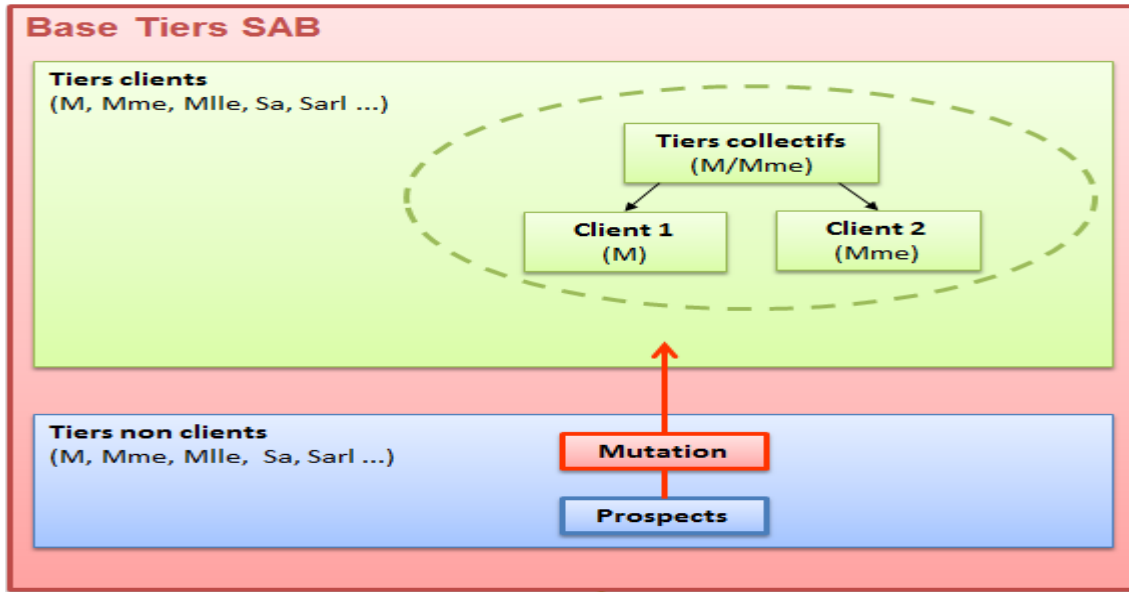 Base Tiers SAB
Tiers clients
(M, Mme, Mlle, Sa, Sarl ...)
Tiers collectifs
(M/Mme)
Client 1
(M)
Client 2
(Mme)
Tiers non clients
(M, Mme, Mlle, Sa, Sarl ...)
Mutation
Prospects